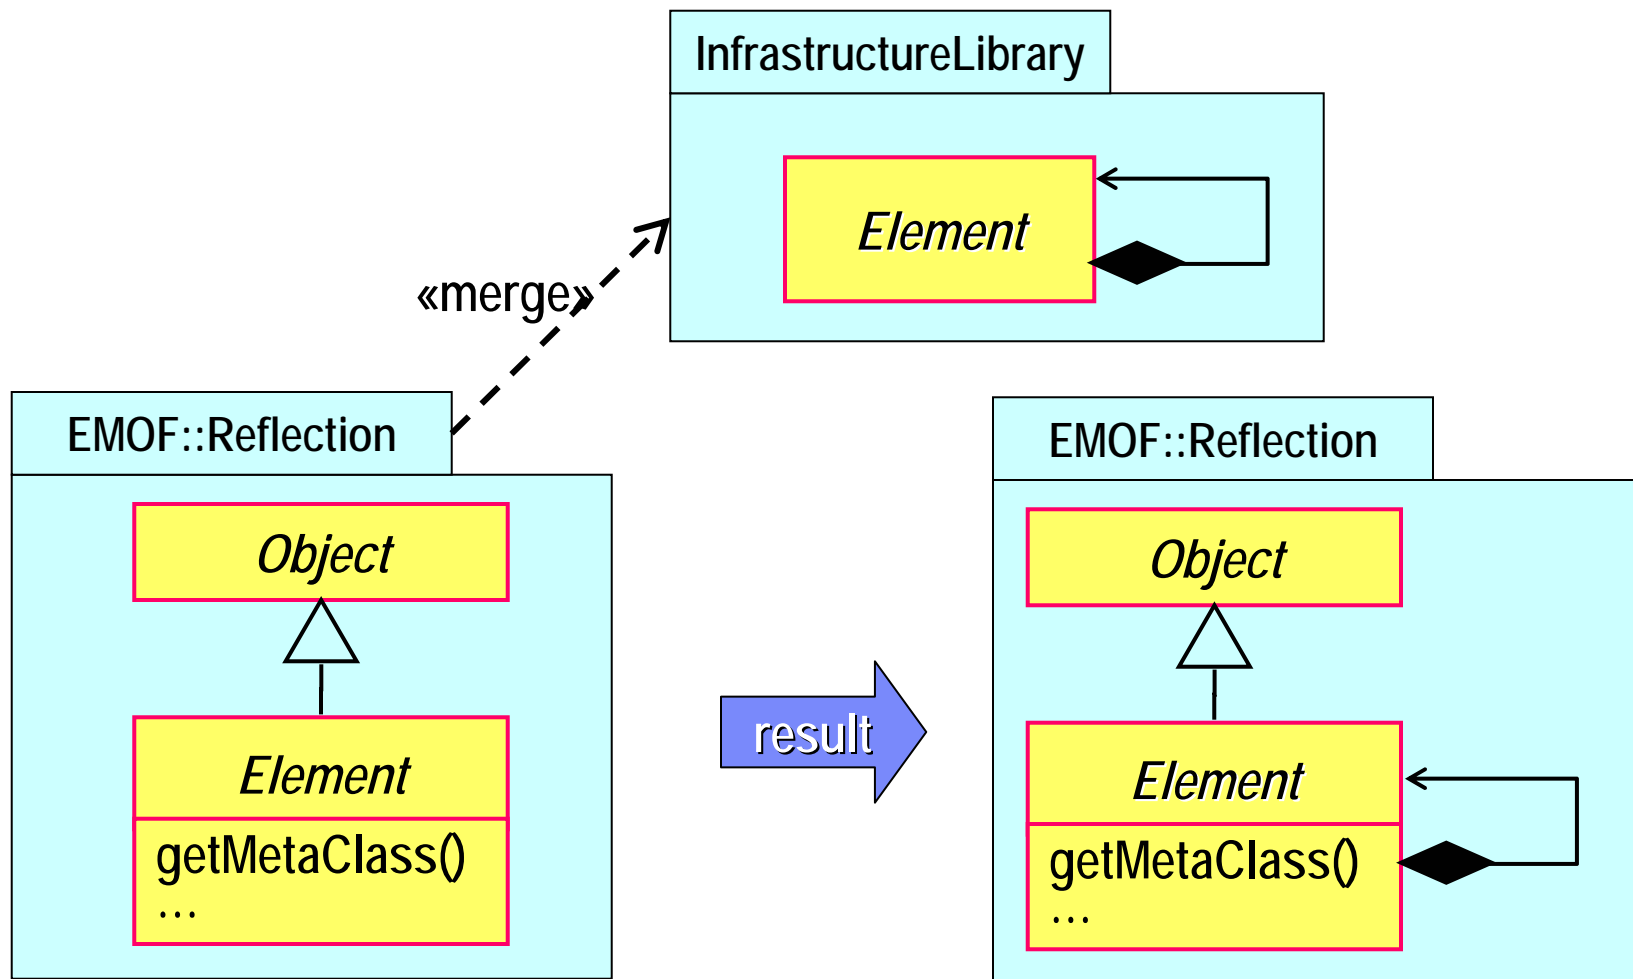 InfrastructureLibrary
Element
«merge»
EMOF::Reflection
Object
Element
getMetaClass()
...
result
EMOF::Reflection
Object
Element
getMetaClass()
...